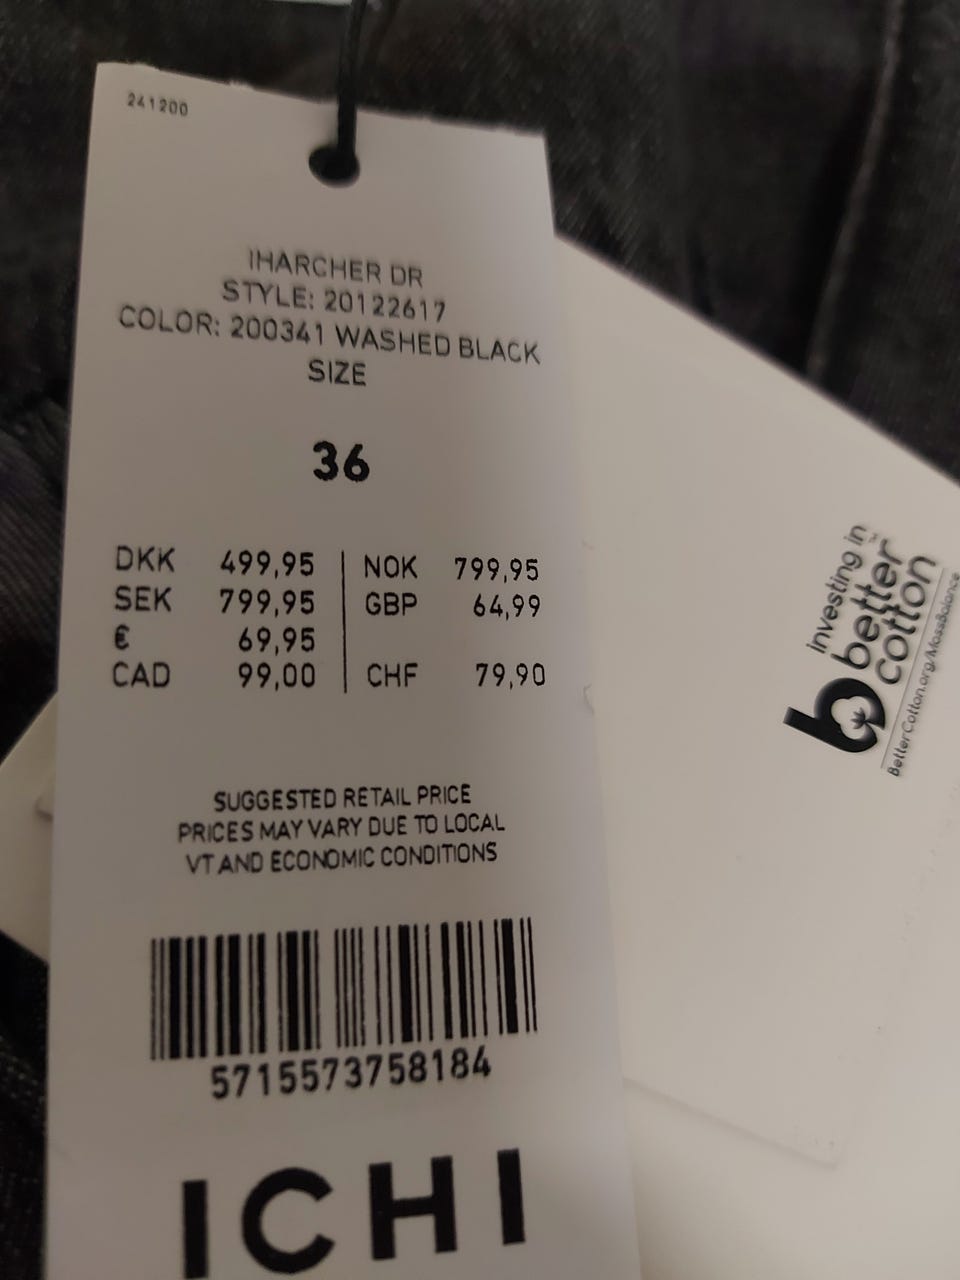 241200
IHARCHER DR
STYLE: 20122617
COLOR: 200341 WASHED BLACK
SIZE
36
DKK 499,95 NOK 799,95
SEK 799,95 GBP 64,99
€ 69,95
CAD 99,00 CHF 79,90
SUGGESTED RETAIL PRICE
PRICES MAY VARY DUE TO LOCAL
VT AND ECONOMIC CONDITIONS
5715573758184
ICHI
investing in
better
cotton™
BetterCotton.org/MassBalance